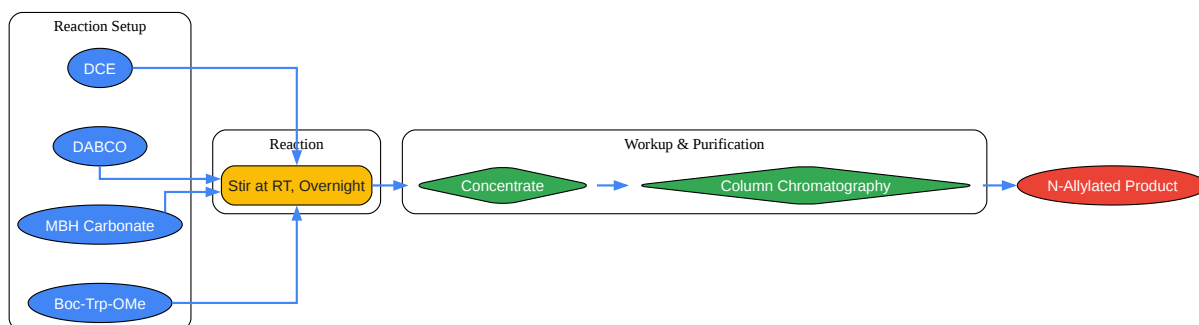 Reaction Setup
DCE
DABCO
MBH Carbonate
Boc-Trp-OMe
Reaction
Stir at RT, Overnight
Workup & Purification
Concentrate
Column Chromatography
N-Allylated Product